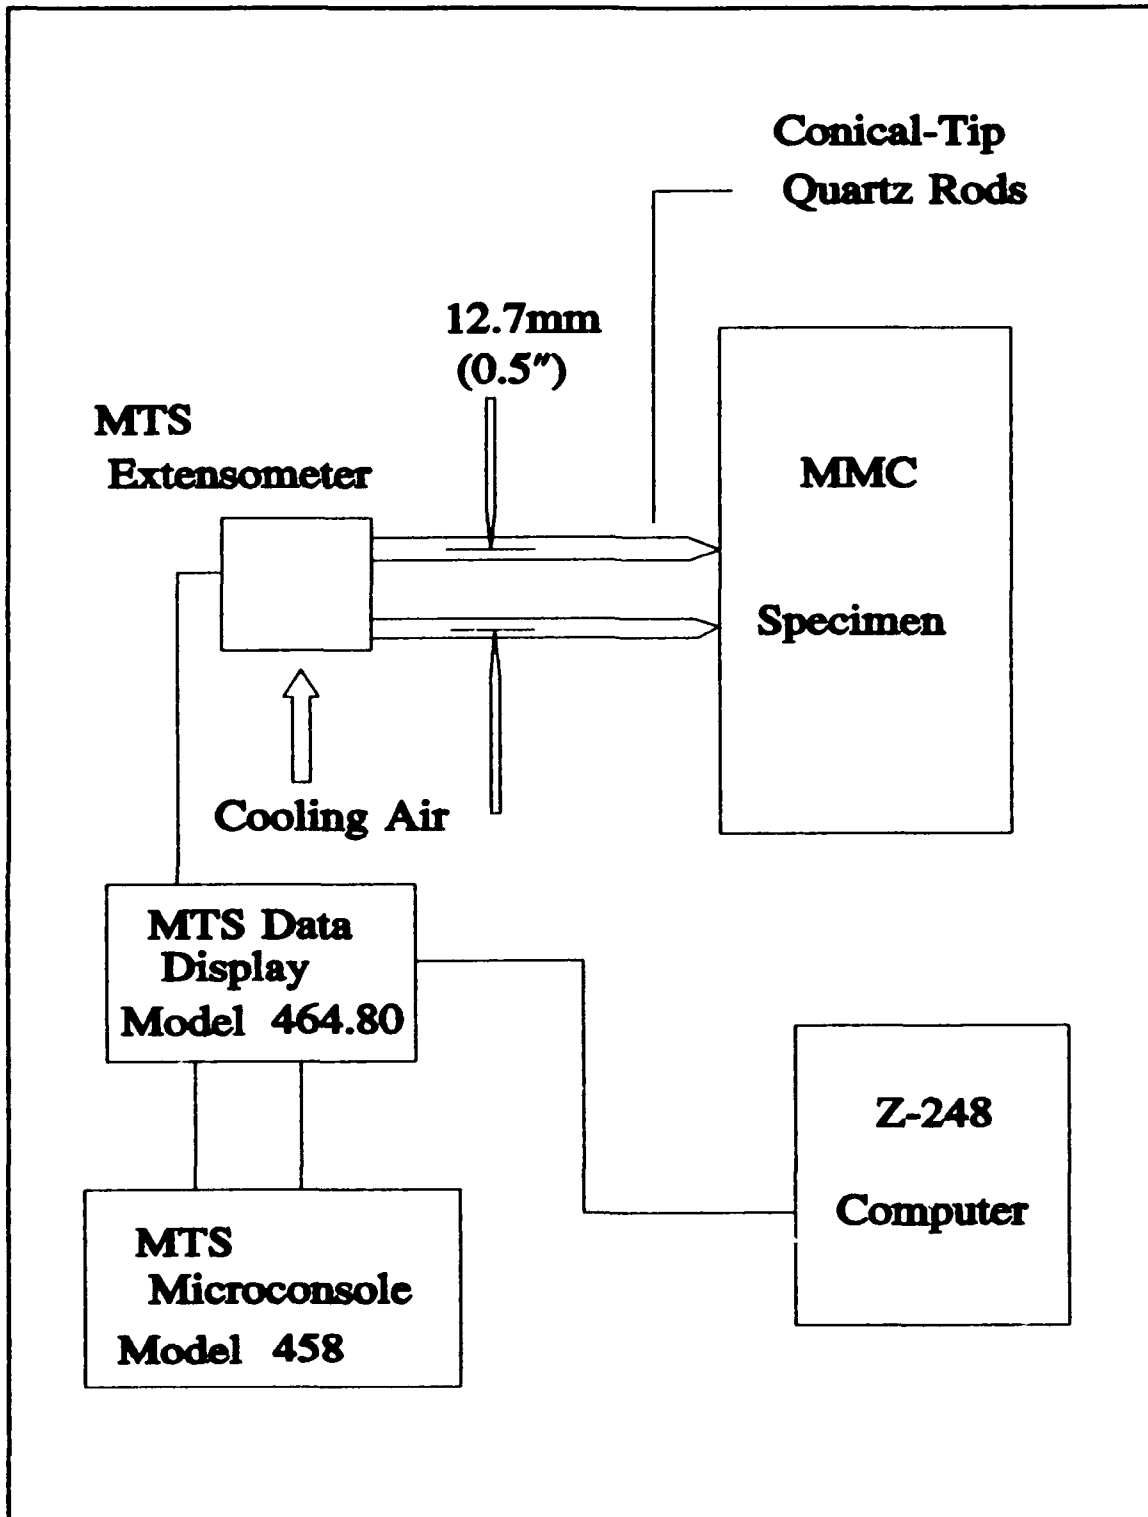 Conical-Tip
Quartz Rods
12.7mm
(0.5″)
MTS
Extensometer
MMC
Specimen
Cooling Air
MTS Data
Display
Model 464.80
Z-248
Computer
MTS
Microconsole
Model 458